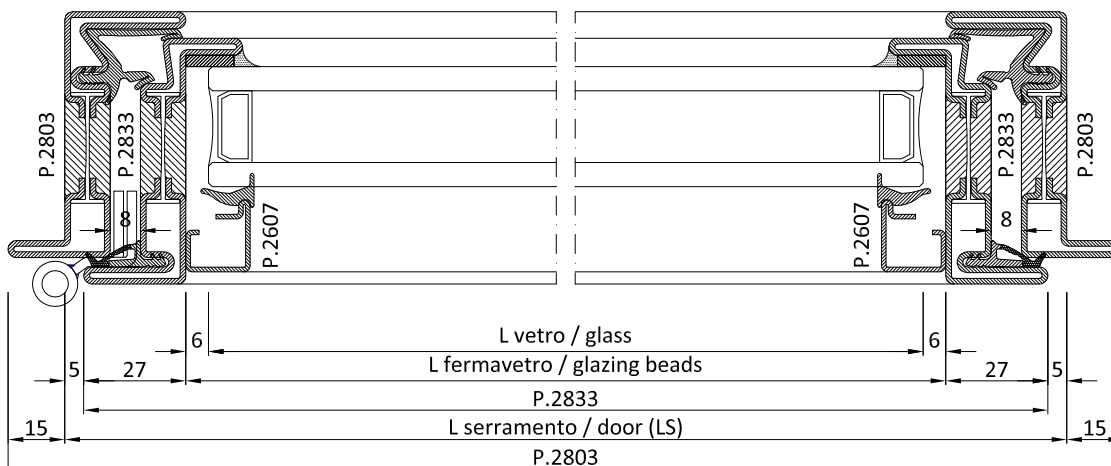 P.2803
P.2833
P.2833
P.2803
8
P.2607
P.2607
8
6
L vetro / glass
6
5
27
L fermavetro / glazing beads
27
5
P.2833
15
L serramento / door (LS)
15
P.2803